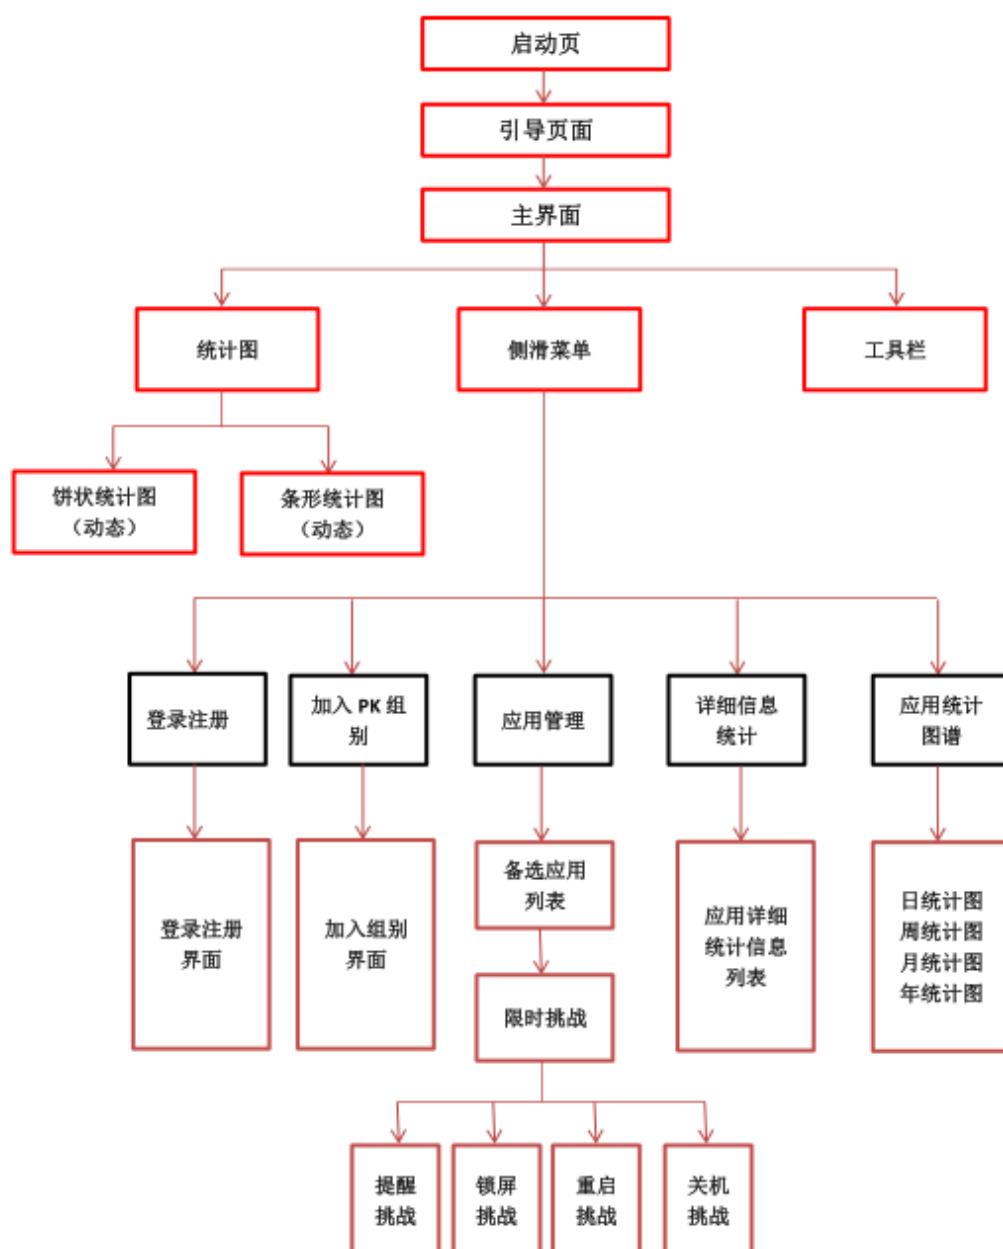 启动页
引导页面
主界面
统计图
侧滑菜单
工具栏
饼状统计图
（动态）
条形统计图
（动态）
登录注册
加入 PK 组
别
应用管理
详细信息
统计
应用统计
图谱
登录注册
界面
加入组别
界面
备选应用
列表
限时挑战
应用详细
统计信息
列表
日统计图
周统计图
月统计图
年统计图
提醒
挑战
锁屏
挑战
重启
挑战
关机
挑战